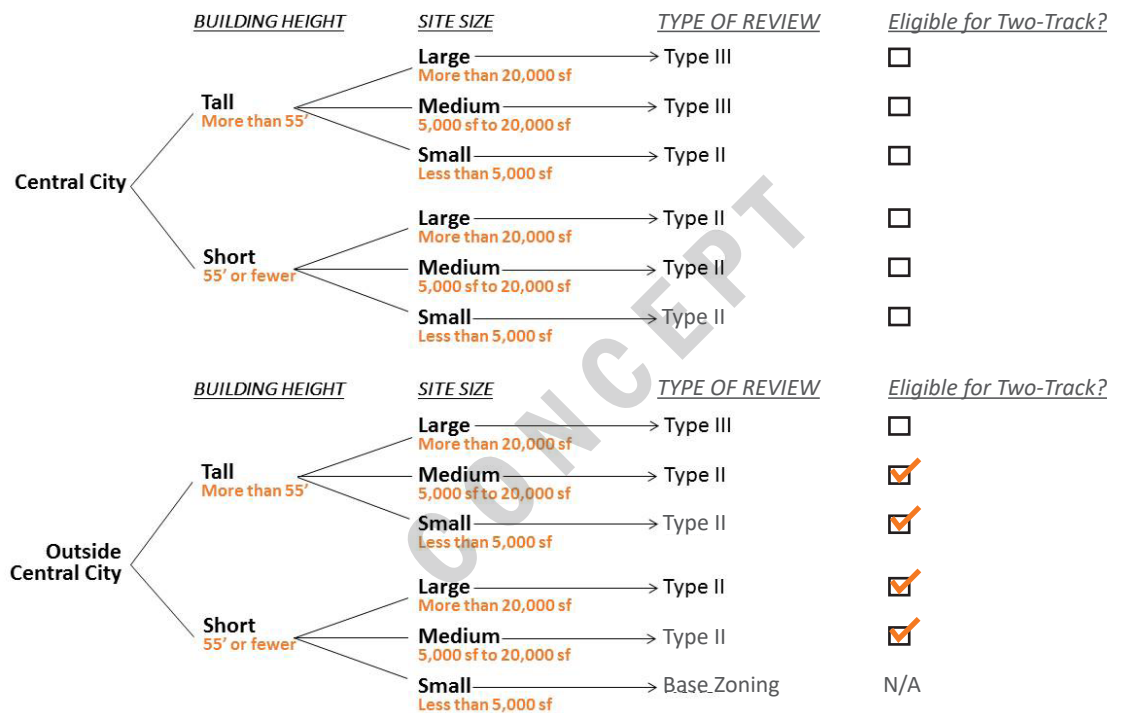 BUILDING HEIGHT SITE SIZE TYPE OF REVIEW Eligible for Two-Track?
Large Type III
More than 20,000 sf
Tall Medium Type III
More than 55' 5,000 sf to 20,000 sf
Small Type II
Less than 5,000 sf
Central City
Large Type II
More than 20,000 sf
Short Medium Type II
55' or fewer 5,000 sf to 20,000 sf
Small Type II
Less than 5,000 sf
CONCEPT
BUILDING HEIGHT SITE SIZE TYPE OF REVIEW Eligible for Two-Track?
Large Type III
More than 20,000 sf
Tall Medium Type II
More than 55' 5,000 sf to 20,000 sf
Small Type II
Less than 5,000 sf
Outside
Central City
Large Type II
More than 20,000 sf
Short Medium Type II
55' or fewer 5,000 sf to 20,000 sf
Small Base Zoning N/A
Less than 5,000 sf